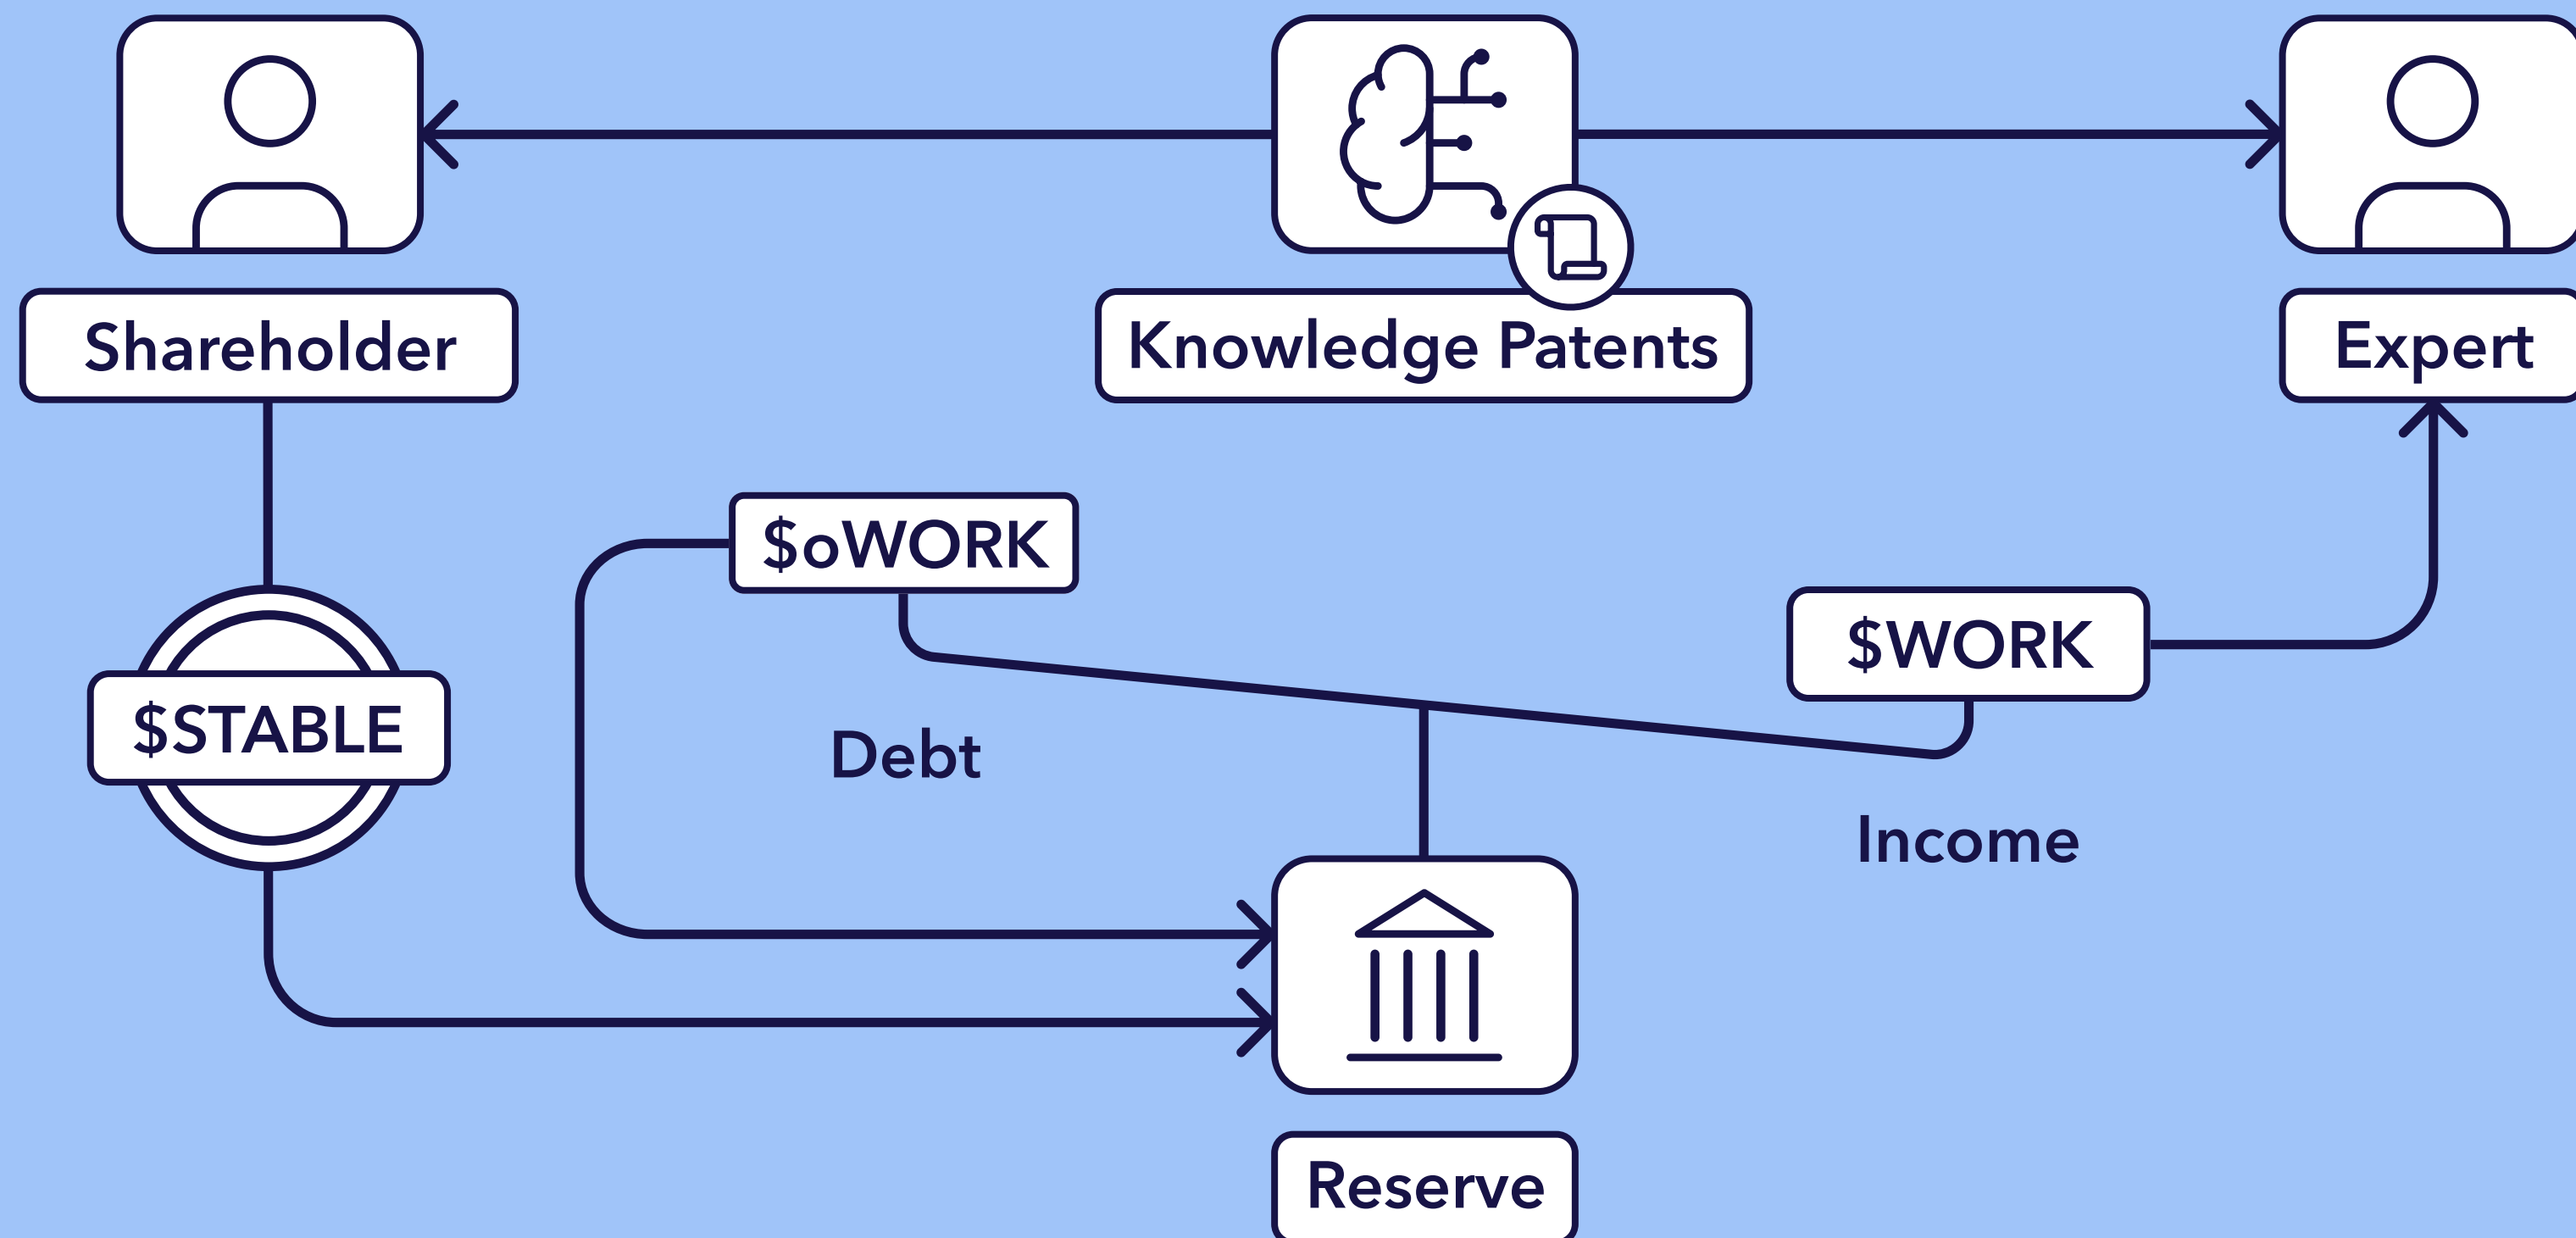 Shareholder
Knowledge Patents
Expert
$oWORK
$WORK
$STABLE
Debt
Income
Reserve